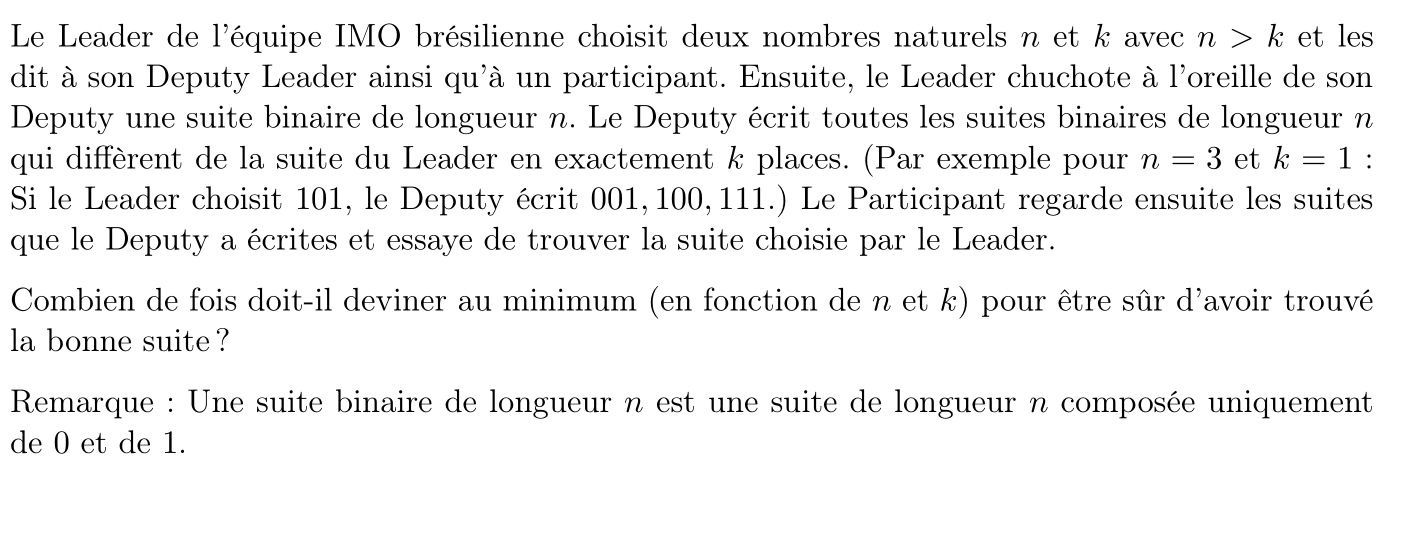 Le Leader de l'équipe IMO brésilienne choisit deux nombres naturels n et k avec n > k et les
dit à son Deputy Leader ainsi qu'à un participant. Ensuite, le Leader chuchote à l'oreille de son
Deputy une suite binaire de longueur n. Le Deputy écrit toutes les suites binaires de longueur n
qui diffèrent de la suite du Leader en exactement k places. (Par exemple pour n = 3 et k = 1 :
Si le Leader choisit 101, le Deputy écrit 001, 100, 111.) Le Participant regarde ensuite les suites
que le Deputy a écrites et essaye de trouver la suite choisie par le Leader.
Combien de fois doit-il deviner au minimum (en fonction de n et k) pour être sûr d'avoir trouvé
la bonne suite ?
Remarque : Une suite binaire de longueur n est une suite de longueur n composée uniquement
de 0 et de 1.